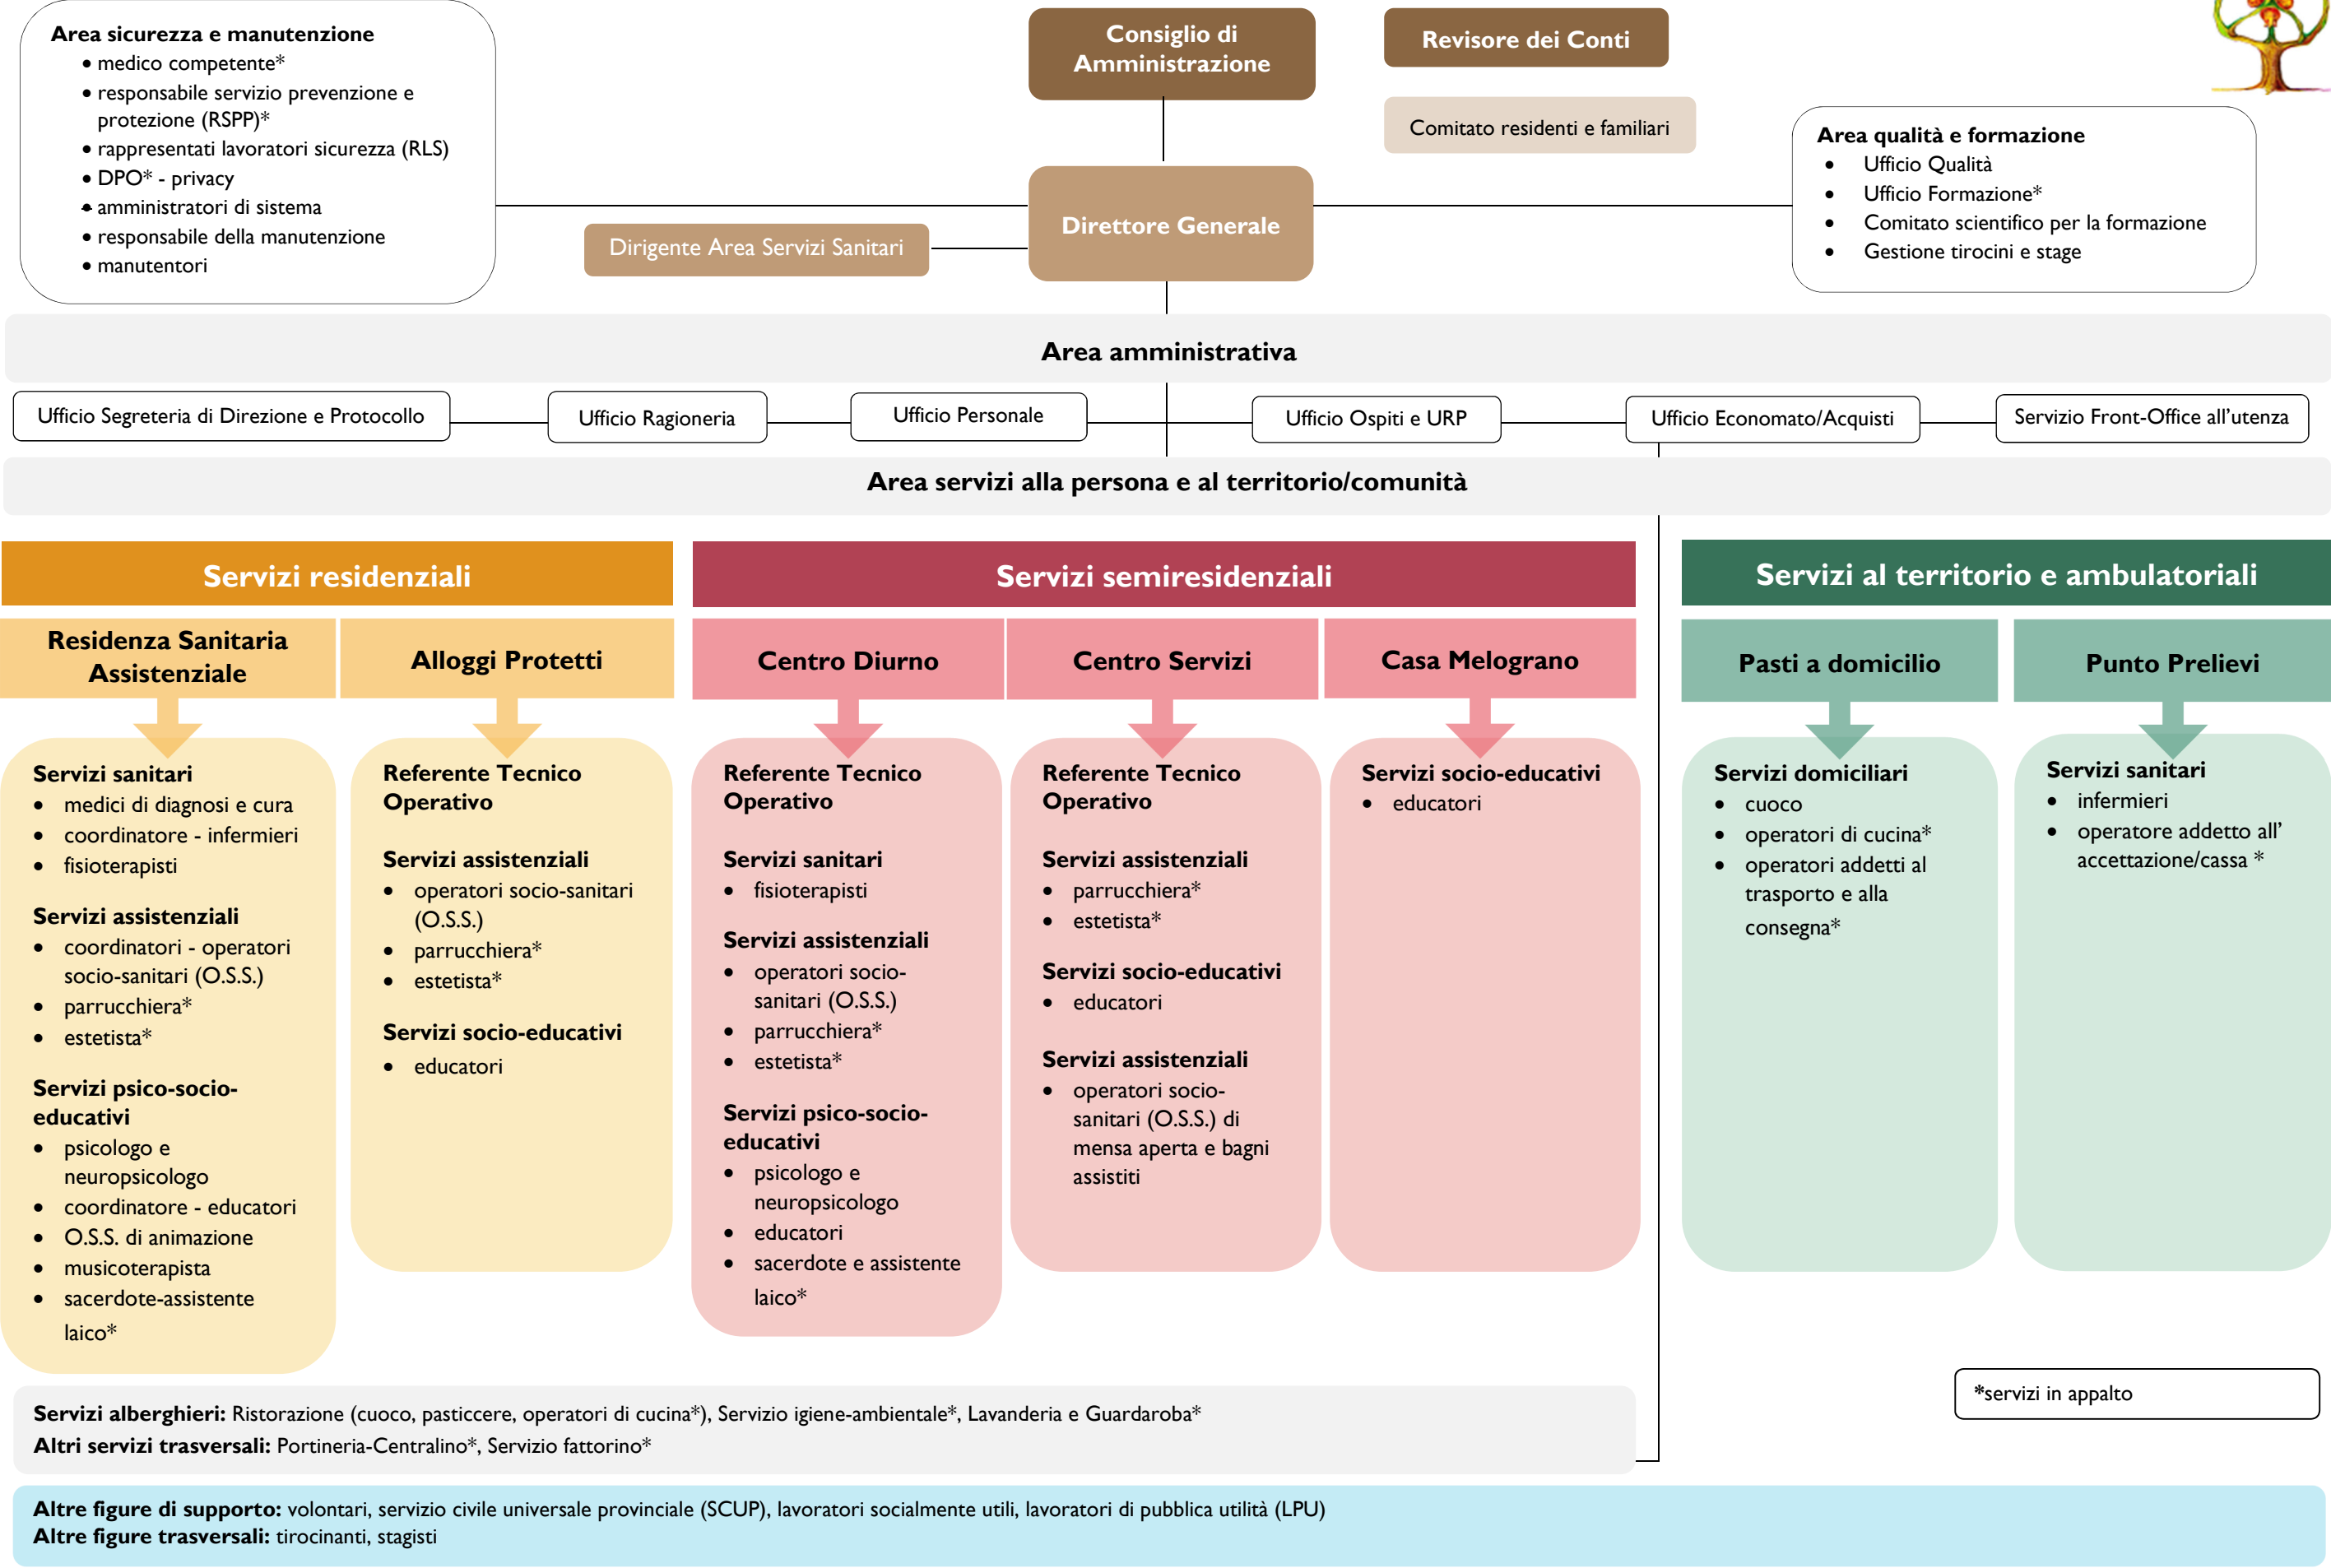 Area sicurezza e manutenzione
• medico competente*
• responsabile servizio prevenzione e
protezione (RSPP)*
• rappresentati lavoratori sicurezza (RLS)
• DPO* - privacy
• amministratori di sistema
• responsabile della manutenzione
• manutentori
Consiglio di
Amministrazione
Revisore dei Conti
Comitato residenti e familiari
Direttore Generale
Dirigente Area Servizi Sanitari
Area qualità e formazione
• Ufficio Qualità
• Ufficio Formazione*
• Comitato scientifico per la formazione
• Gestione tirocini e stage
Area amministrativa
Ufficio Segreteria di Direzione e Protocollo
Ufficio Ragioneria
Ufficio Personale
Ufficio Ospiti e URP
Ufficio Economato/Acquisti
Servizio Front-Office all’utenza
Area servizi alla persona e al territorio/comunità
Servizi residenziali
Residenza Sanitaria
Assistenziale
Servizi sanitari
• medici di diagnosi e cura
• coordinatore - infermieri
• fisioterapisti
Servizi assistenziali
• coordinatori - operatori
socio-sanitari (O.S.S.)
• parrucchiera*
• estetista*
Servizi psico-socio-
educativi
• psicologo e
neuropsicologo
• coordinatore - educatori
• O.S.S. di animazione
• musicoterapista
• sacerdote-assistente
laico*
Alloggi Protetti
Referente Tecnico
Operativo
Servizi assistenziali
• operatori socio-sanitari
(O.S.S.)
• parrucchiera*
• estetista*
Servizi socio-educativi
• educatori
Servizi semiresidenziali
Centro Diurno
Referente Tecnico
Operativo
Servizi sanitari
• fisioterapisti
Servizi assistenziali
• operatori socio-
sanitari (O.S.S.)
• parrucchiera*
• estetista*
Servizi psico-socio-
educativi
• psicologo e
neuropsicologo
• educatori
• sacerdote e assistente
laico*
Centro Servizi
Referente Tecnico
Operativo
Servizi assistenziali
• parrucchiera*
• estetista*
Servizi socio-educativi
• educatori
Servizi assistenziali
• operatori socio-
sanitari (O.S.S.) di
mensa aperta e bagni
assistiti
Casa Melograno
Servizi socio-educativi
• educatori
Servizi al territorio e ambulatoriali
Pasti a domicilio
Servizi domiciliari
• cuoco
• operatori di cucina*
• operatori addetti al
trasporto e alla
consegna*
Punto Prelievi
Servizi sanitari
• infermieri
• operatore addetto all’
accettazione/cassa *
*servizi in appalto
Servizi alberghieri: Ristorazione (cuoco, pasticcere, operatori di cucina*), Servizio igiene-ambientale*, Lavanderia e Guardaroba*
Altri servizi trasversali: Portineria-Centralino*, Servizio fattorino*
Altre figure di supporto: volontari, servizio civile universale provinciale (SCUP), lavoratori socialmente utili, lavoratori di pubblica utilità (LPU)
Altre figure trasversali: tirocinanti, stagisti